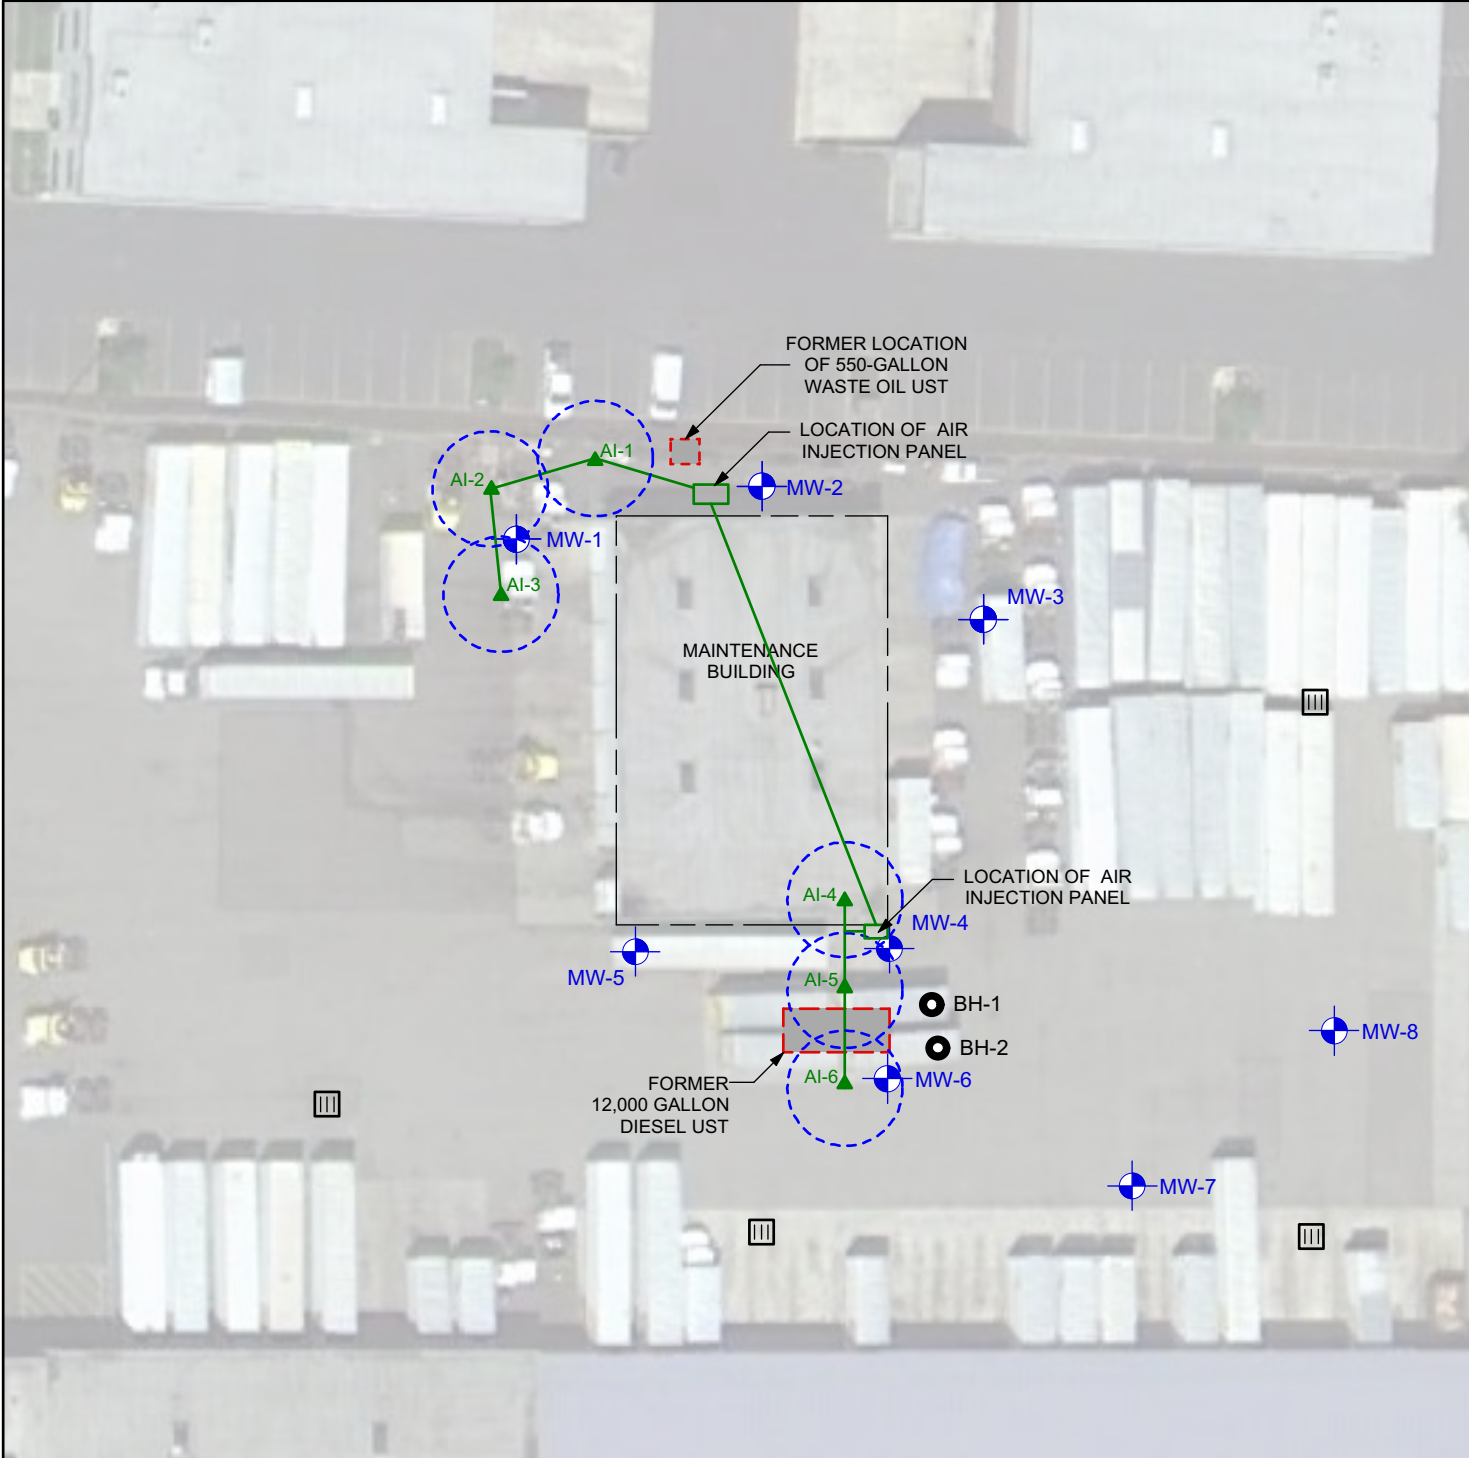 FORMER LOCATION
OF 550-GALLON
WASTE OIL UST
LOCATION OF AIR
INJECTION PANEL
AI-1
AI-2
MW-2
MW-1
AI-3
MW-3
MAINTENANCE
BUILDING
LOCATION OF AIR
INJECTION PANEL
AI-4
MW-4
MW-5
AI-5
BH-1
MW-8
BH-2
AI-6
MW-6
FORMER
12,000 GALLON
DIESEL UST
MW-7